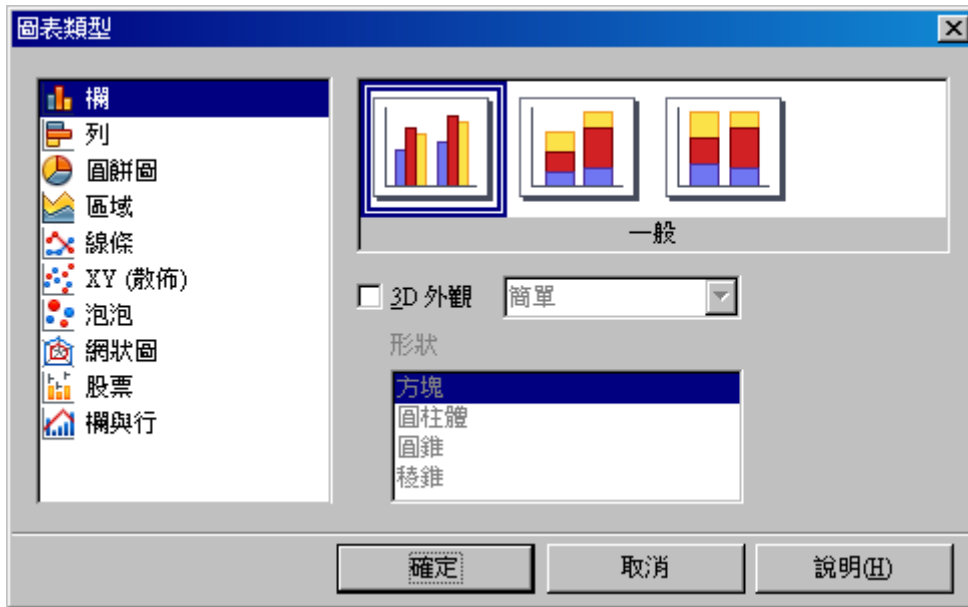 圖表類型
欄
列
圓餅圖
區域
線條
XY (散佈)
泡泡
網狀圖
股票
欄與行
一般
3D 外觀
簡單
形狀
方塊
圓柱體
圓錐
稜錐
確定
取消
說明(H)